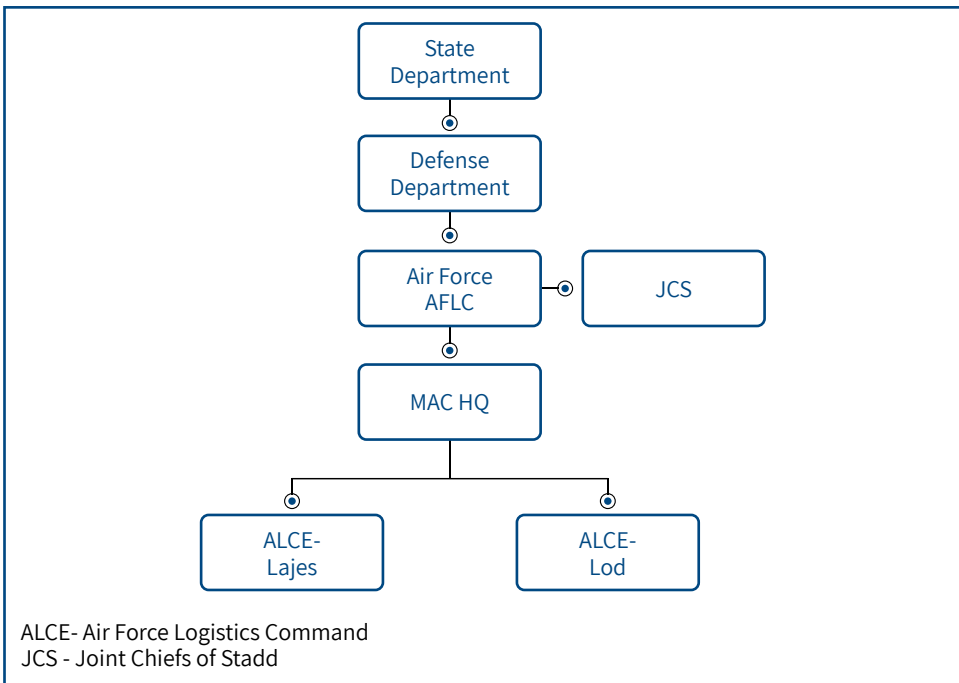 State
Department
Defense
Department
Air Force
AFLC
JCS
MAC HQ
ALCE-
Lajes
ALCE-
Lod
ALCE- Air Force Logistics Command
JCS - Joint Chiefs of Stadd